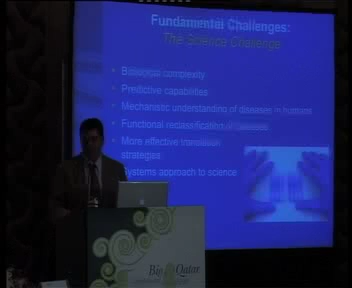 Fundamental Challenges:
The Science Challenge
• Biological complexity
• Predictive capabilities
• Mechanistic understanding of diseases in humans
• Functional reclassification of diseases
• More effective translation
strategies
• Systems approach to science
Qatar